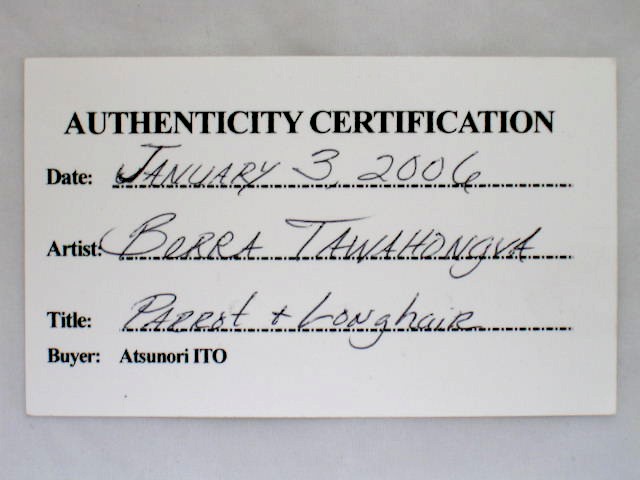 AUTHENTICITY CERTIFICATION
Date: JANUARY 3, 2006
Artist: BORRA TAWAHONGVA
Title: PARROt + LONghAIR
Buyer: Atsunori ITO